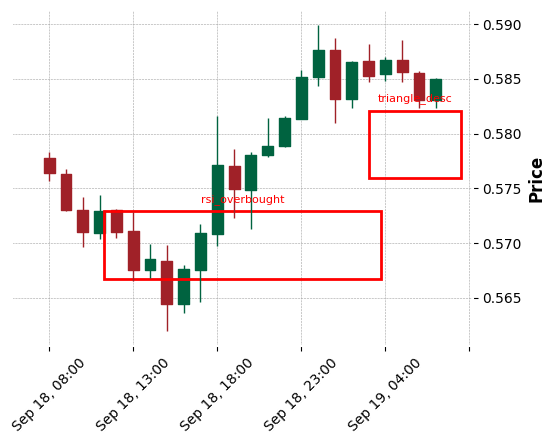 0.590
0.585
triangle_desc
0.580
0.575
rsi_overbought
0.570
0.565
Price
Sep 18, 08:00
Sep 18, 13:00
Sep 18, 18:00
Sep 18, 23:00
Sep 19, 04:00